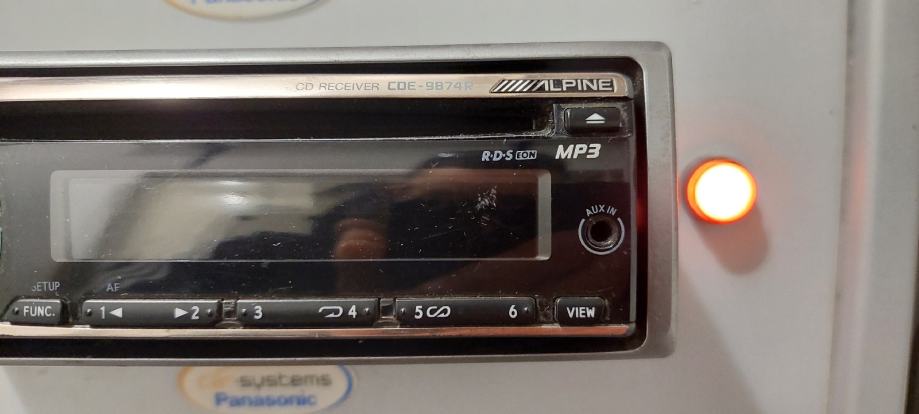 Panasonic
CD RECEIVER CDE-9874R ALPINE
R·D·S EON MP3
AUX IN
SETUP AF
FUNC. 1 2 3 4 5 6 VIEW
systems
Panasonic